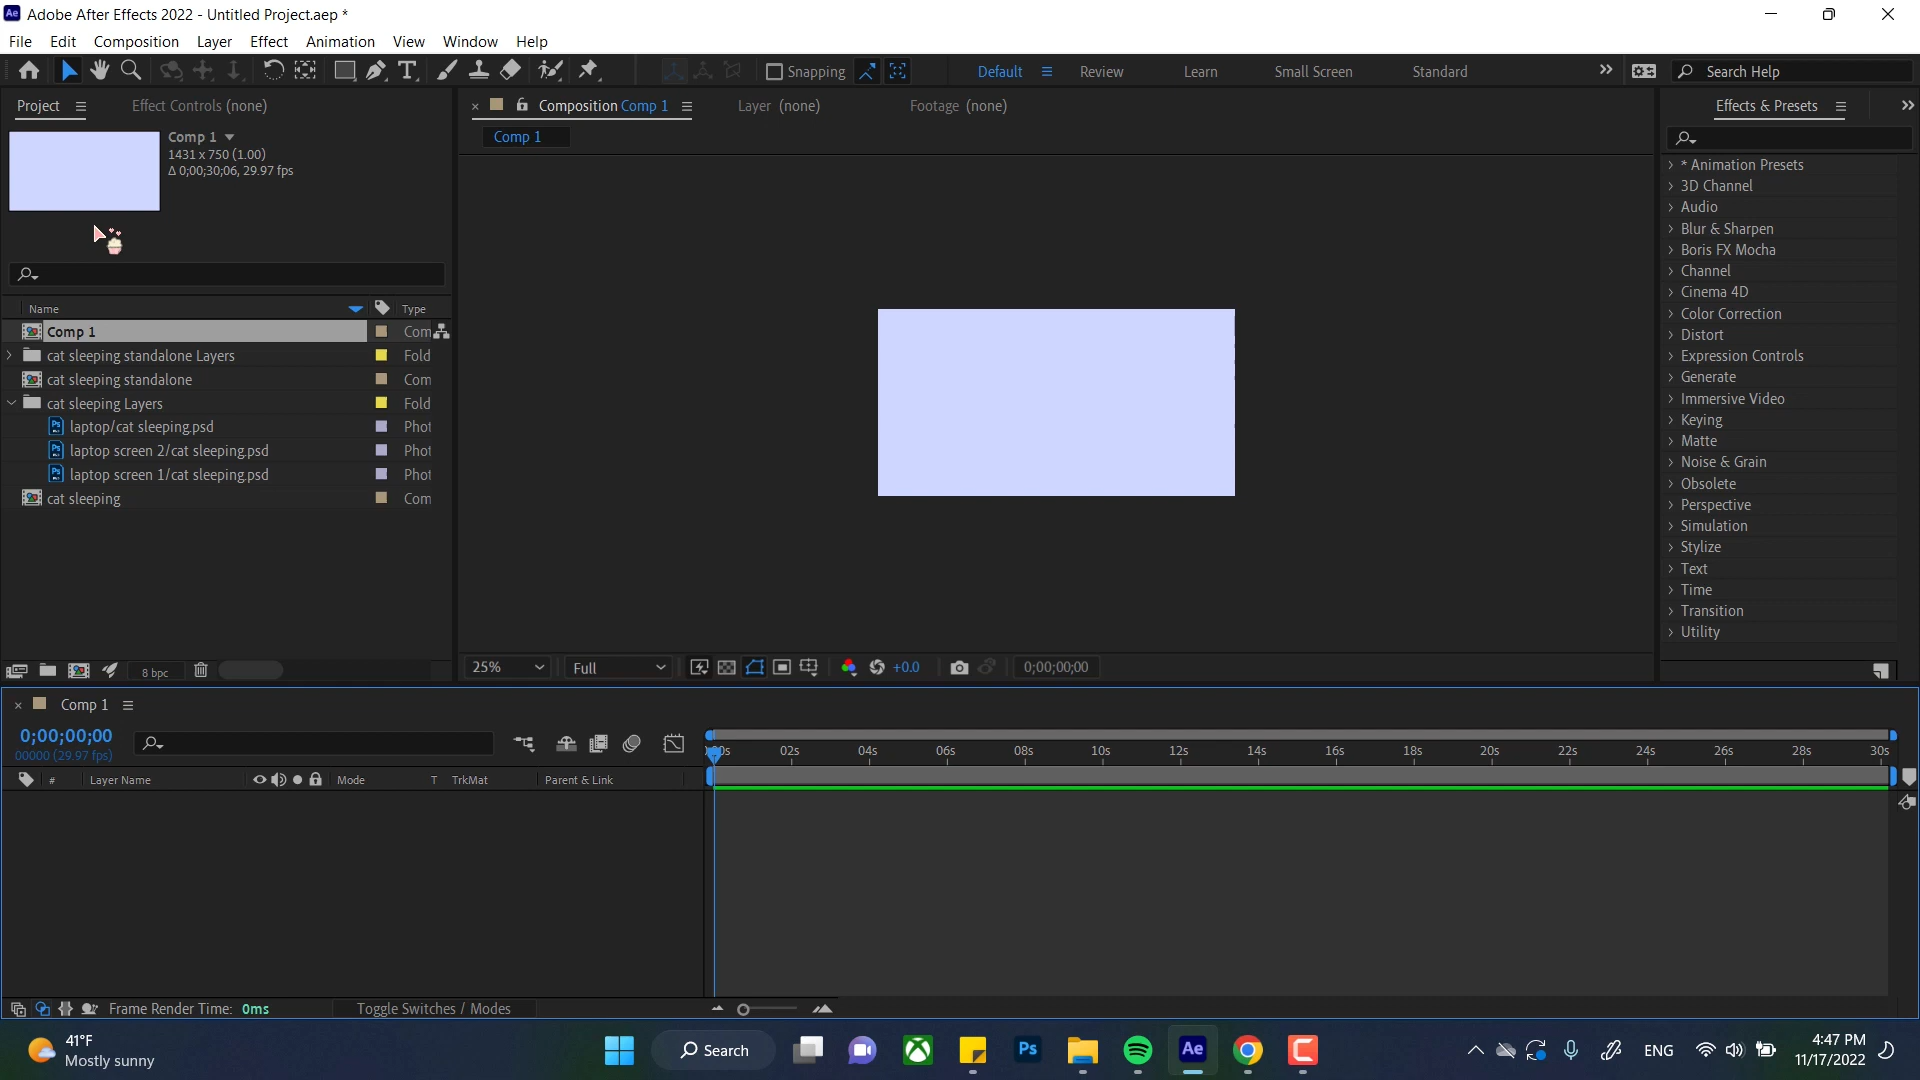 Ae Adobe After Effects 2022 - Untitled Project.aep *
File Edit Composition Layer Effect Animation View Window Help
Snapping Default Review Learn Small Screen Standard Search Help
Project Effect Controls (none)
Comp 1
1431 x 750 (1.00)
Δ 0;00;30;06, 29.97 fps
Name Type
Comp 1 Com
cat sleeping standalone Layers Fold
cat sleeping standalone Com
cat sleeping Layers Fold
laptop/cat sleeping.psd Phot
laptop screen 2/cat sleeping.psd Phot
laptop screen 1/cat sleeping.psd Phot
cat sleeping Com
8 bpc
Composition Comp 1 Layer (none) Footage (none)
Comp 1
25% Full +0.0 0;00;00;00
Effects & Presets
* Animation Presets
3D Channel
Audio
Blur & Sharpen
Boris FX Mocha
Channel
Cinema 4D
Color Correction
Distort
Expression Controls
Generate
Immersive Video
Keying
Matte
Noise & Grain
Obsolete
Perspective
Simulation
Stylize
Text
Time
Transition
Utility
Comp 1
0;00;00;00
00000 (29.97 fps)
02s 04s 06s 08s 10s 12s 14s 16s 18s 20s 22s 24s 26s 28s 30s
# Layer Name Mode T TrkMat Parent & Link
Frame Render Time: 0ms Toggle Switches / Modes
41°F
Mostly sunny
Search
Ps
Ae
ENG
4:47 PM
11/17/2022